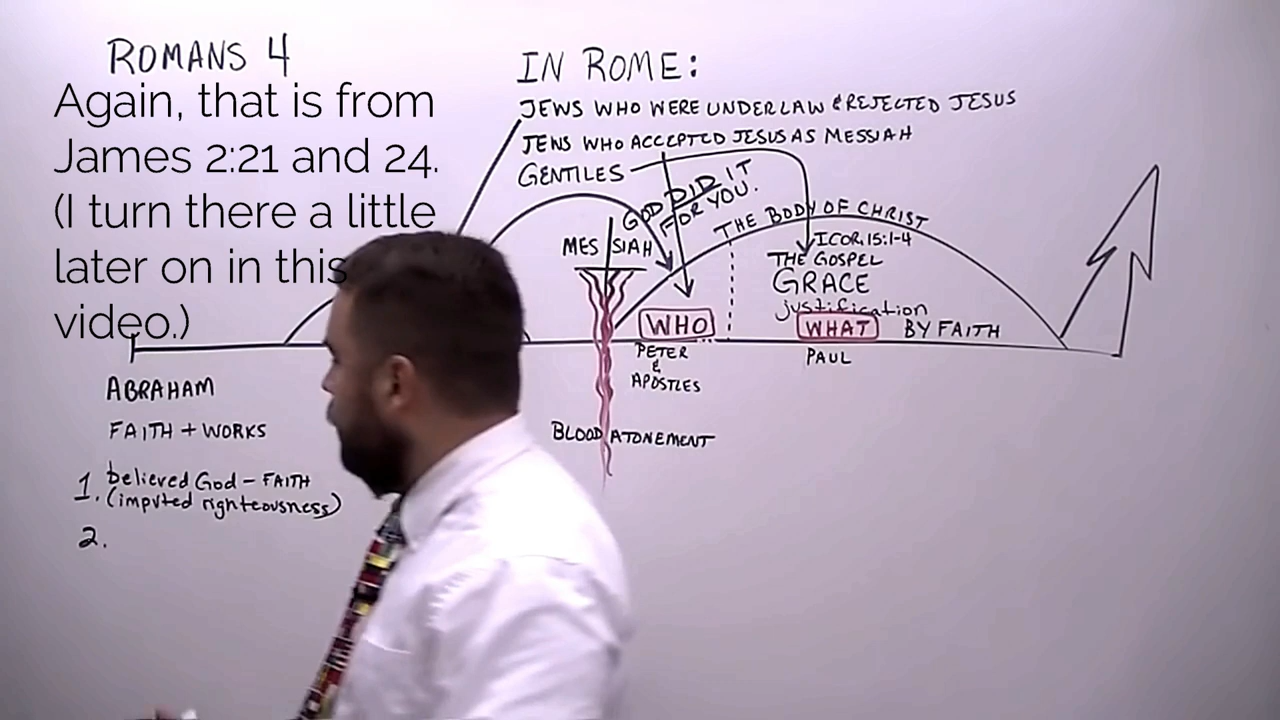 ROMANS 4
Again, that is from
James 2:21 and 24.
(I turn there a little
later on in this
video.)
IN ROME:
JEWS WHO WERE UNDER LAW & REJECTED JESUS
JEWS WHO ACCEPTED JESUS AS MESSIAH
GENTILES
GOD DID IT
FOR YOU.
THE BODY OF CHRIST
MESSIAH
I COR. 15:1-4
THE GOSPEL
GRACE
justification
WHO
WHAT BY FAITH
PETER
&
APOSTLES
PAUL
BLOOD ATONEMENT
ABRAHAM
FAITH + WORKS
1. believed God - FAITH
(imputed righteousness)
2.